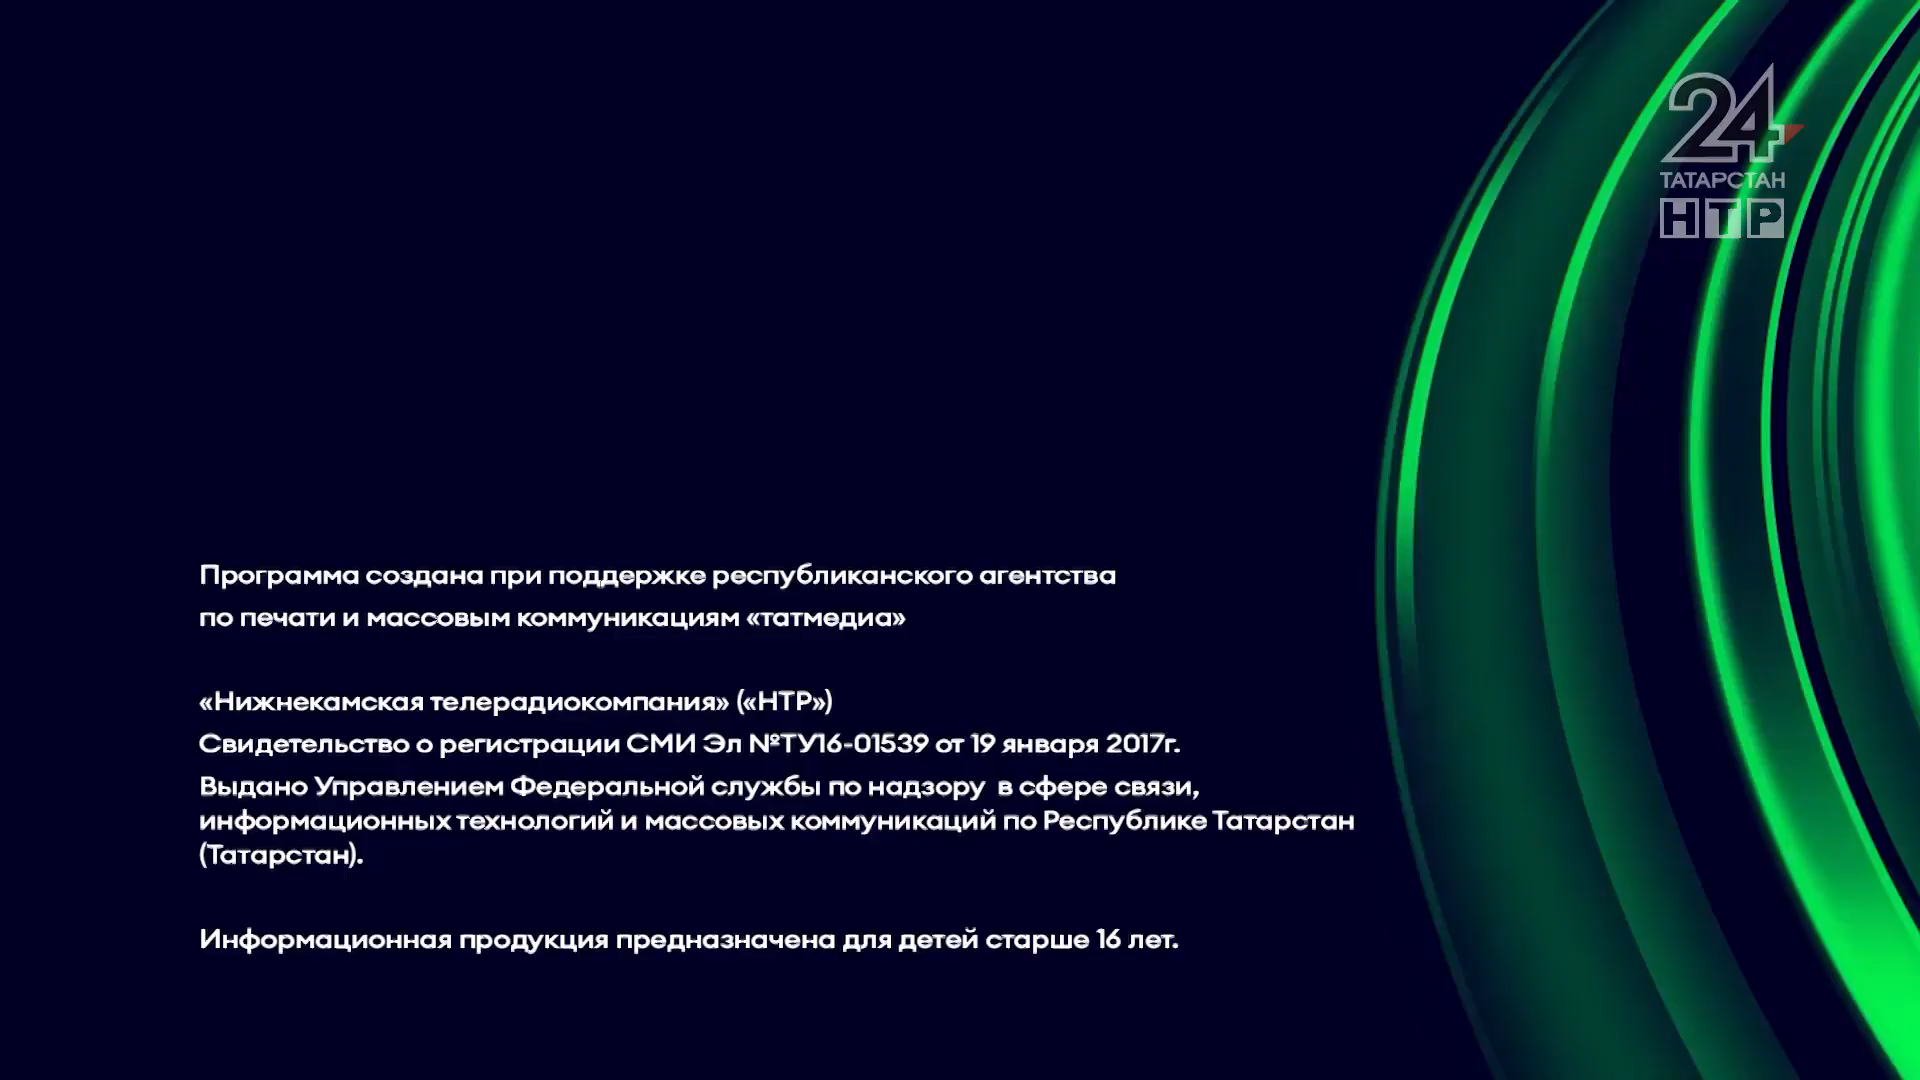 24
ТАТАРСТАН
НТР
Программа создана при поддержке республиканского агентства
по печати и массовым коммуникациям «татмедиа»
«Нижнекамская телерадиокомпания» («НТР»)
Свидетельство о регистрации СМИ Эл №ТУ16-01539 от 19 января 2017г.
Выдано Управлением Федеральной службы по надзору в сфере связи,
информационных технологий и массовых коммуникаций по Республике Татарстан
(Татарстан).
Информационная продукция предназначена для детей старше 16 лет.